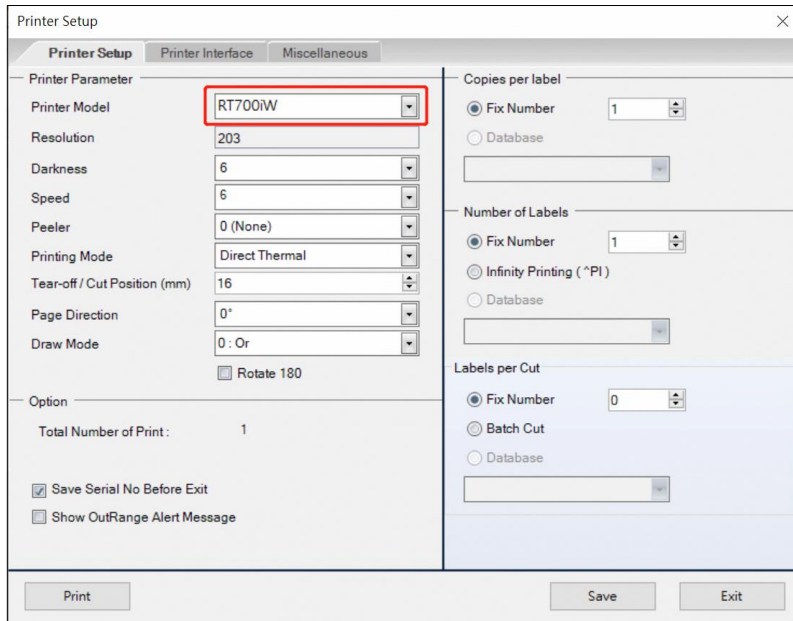 Printer Setup
Printer Setup Printer Interface Miscellaneous
Printer Parameter
Printer Model RT700iW
Resolution 203
Darkness 6
Speed 6
Peeler 0 (None)
Printing Mode Direct Thermal
Tear-off / Cut Position (mm) 16
Page Direction 0°
Draw Mode 0 : Or
Rotate 180
Option
Total Number of Print : 1
Save Serial No Before Exit
Show OutRange Alert Message
Copies per label
Fix Number 1
Database
Number of Labels
Fix Number 1
Infinity Printing ( ^PI )
Database
Labels per Cut
Fix Number 0
Batch Cut
Database
Print Save Exit